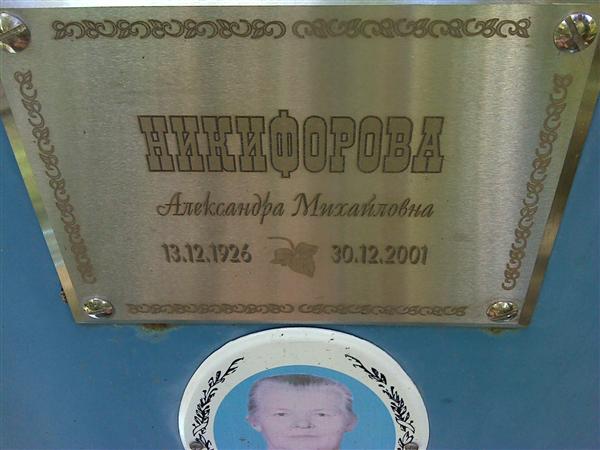 НИКИФОРОВА
Александра Михайловна
13.12.1926 30.12.2001